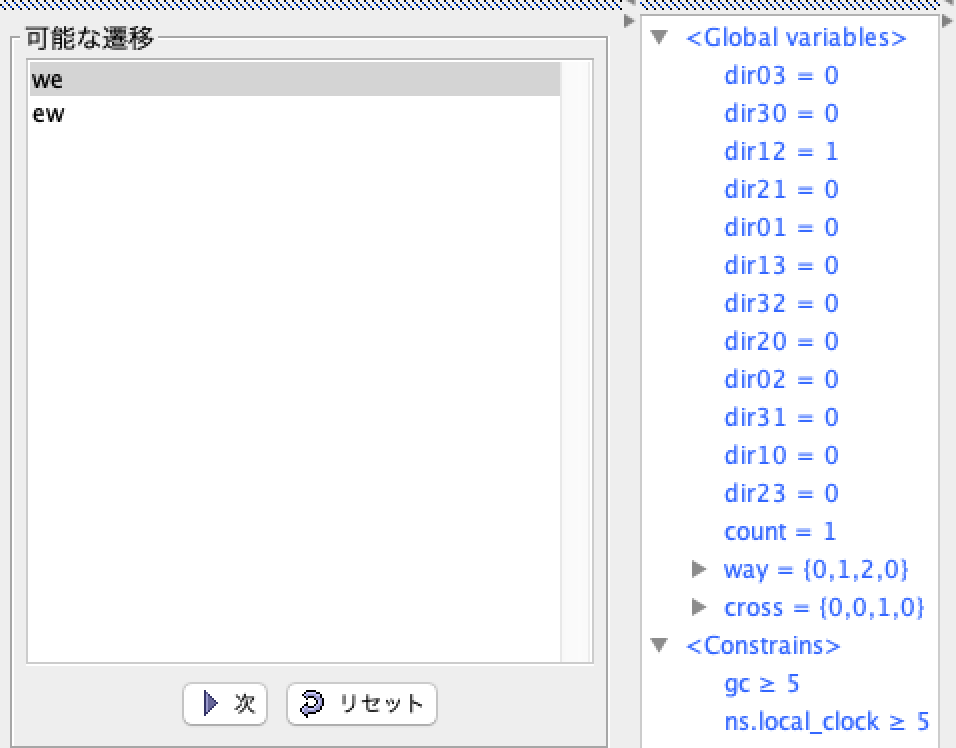 可能な遷移
we
ew
次
リセット
<Global variables>
dir03 = 0
dir30 = 0
dir12 = 1
dir21 = 0
dir01 = 0
dir13 = 0
dir32 = 0
dir20 = 0
dir02 = 0
dir31 = 0
dir10 = 0
dir23 = 0
count = 1
way = {0,1,2,0}
cross = {0,0,1,0}
<Constrains>
gc ≥ 5
ns.local_clock ≥ 5